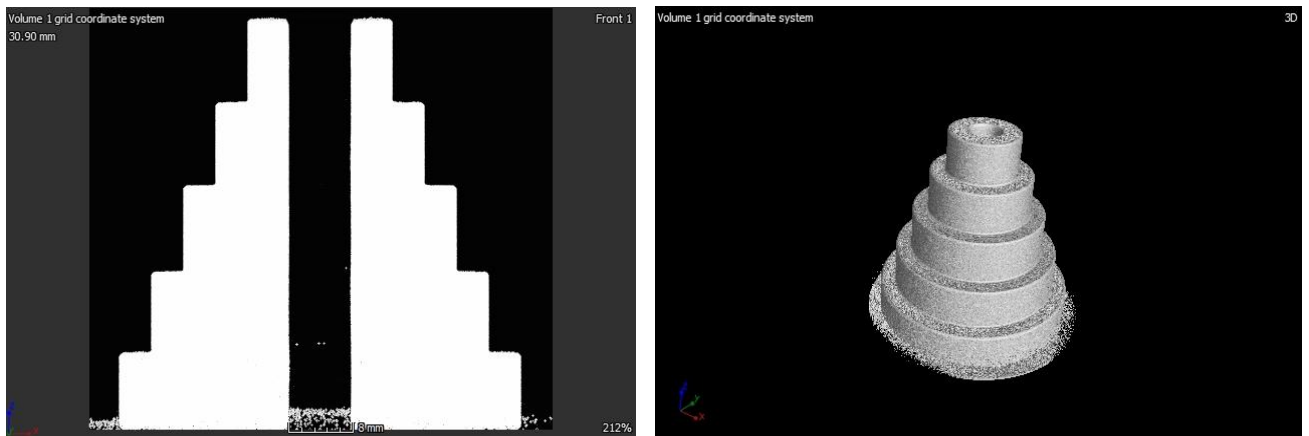 Volume 1 grid coordinate system
Front 1
30.90 mm
8 mm
212%
Volume 1 grid coordinate system
3D
Z
Y
X